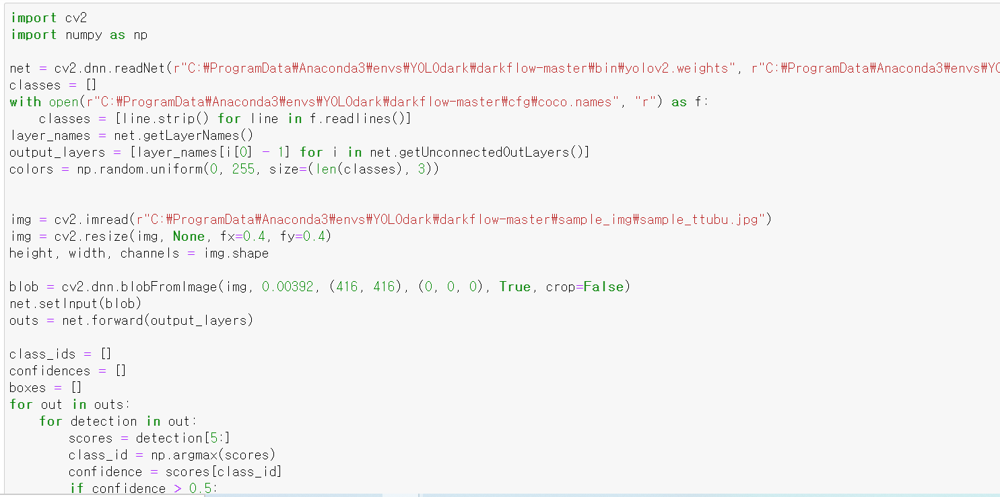 import cv2
import numpy as np
net = cv2.dnn.readNet(r"C:₩ProgramData₩Anaconda3₩envs₩YOLOdark₩darkflow-master₩bin₩yolov2.weights", r"C:₩ProgramData₩Anaconda3₩envs₩YO
classes = []
with open(r"C:₩ProgramData₩Anaconda3₩envs₩YOLOdark₩darkflow-master₩cfg₩coco.names", "r") as f:
    classes = [line.strip() for line in f.readlines()]
layer_names = net.getLayerNames()
output_layers = [layer_names[i[0] - 1] for i in net.getUnconnectedOutLayers()]
colors = np.random.uniform(0, 255, size=(len(classes), 3))
img = cv2.imread(r"C:₩ProgramData₩Anaconda3₩envs₩YOLOdark₩darkflow-master₩sample_img₩sample_ttubu.jpg")
img = cv2.resize(img, None, fx=0.4, fy=0.4)
height, width, channels = img.shape
blob = cv2.dnn.blobFromImage(img, 0.00392, (416, 416), (0, 0, 0), True, crop=False)
net.setInput(blob)
outs = net.forward(output_layers)
class_ids = []
confidences = []
boxes = []
for out in outs:
    for detection in out:
        scores = detection[5:]
        class_id = np.argmax(scores)
        confidence = scores[class_id]
        if confidence > 0.5: